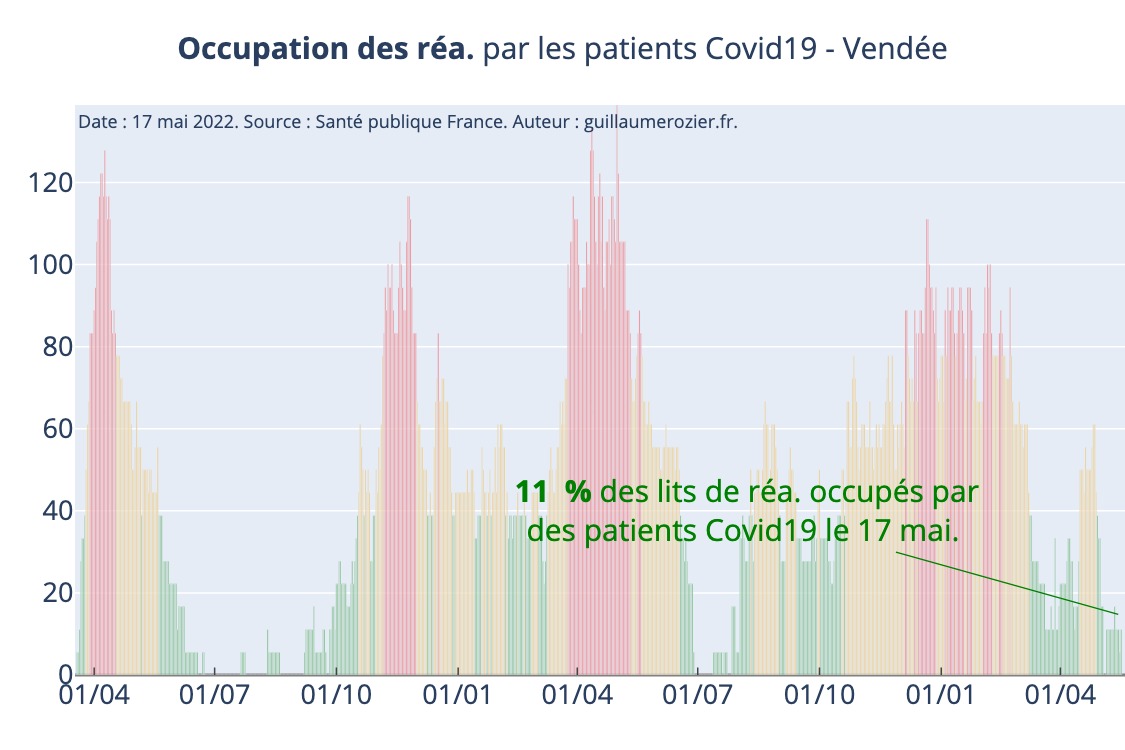 Occupation des réa. par les patients Covid19 - Vendée
Date : 17 mai 2022. Source : Santé publique France. Auteur : guillaumerozier.fr.
120
100
80
60
40
20
0
11 % des lits de réa. occupés par
des patients Covid19 le 17 mai.
01/04 01/07 01/10 01/01 01/04 01/07 01/10 01/01 01/04